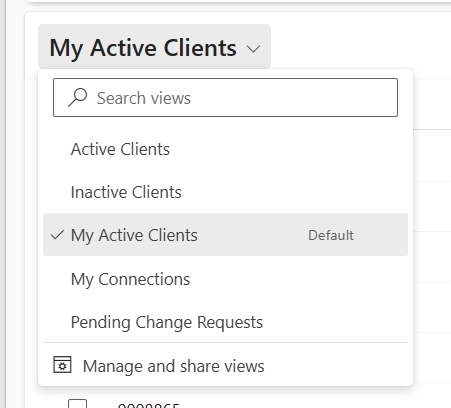 My Active Clients
Search views
Active Clients
Inactive Clients
My Active Clients Default
My Connections
Pending Change Requests
Manage and share views